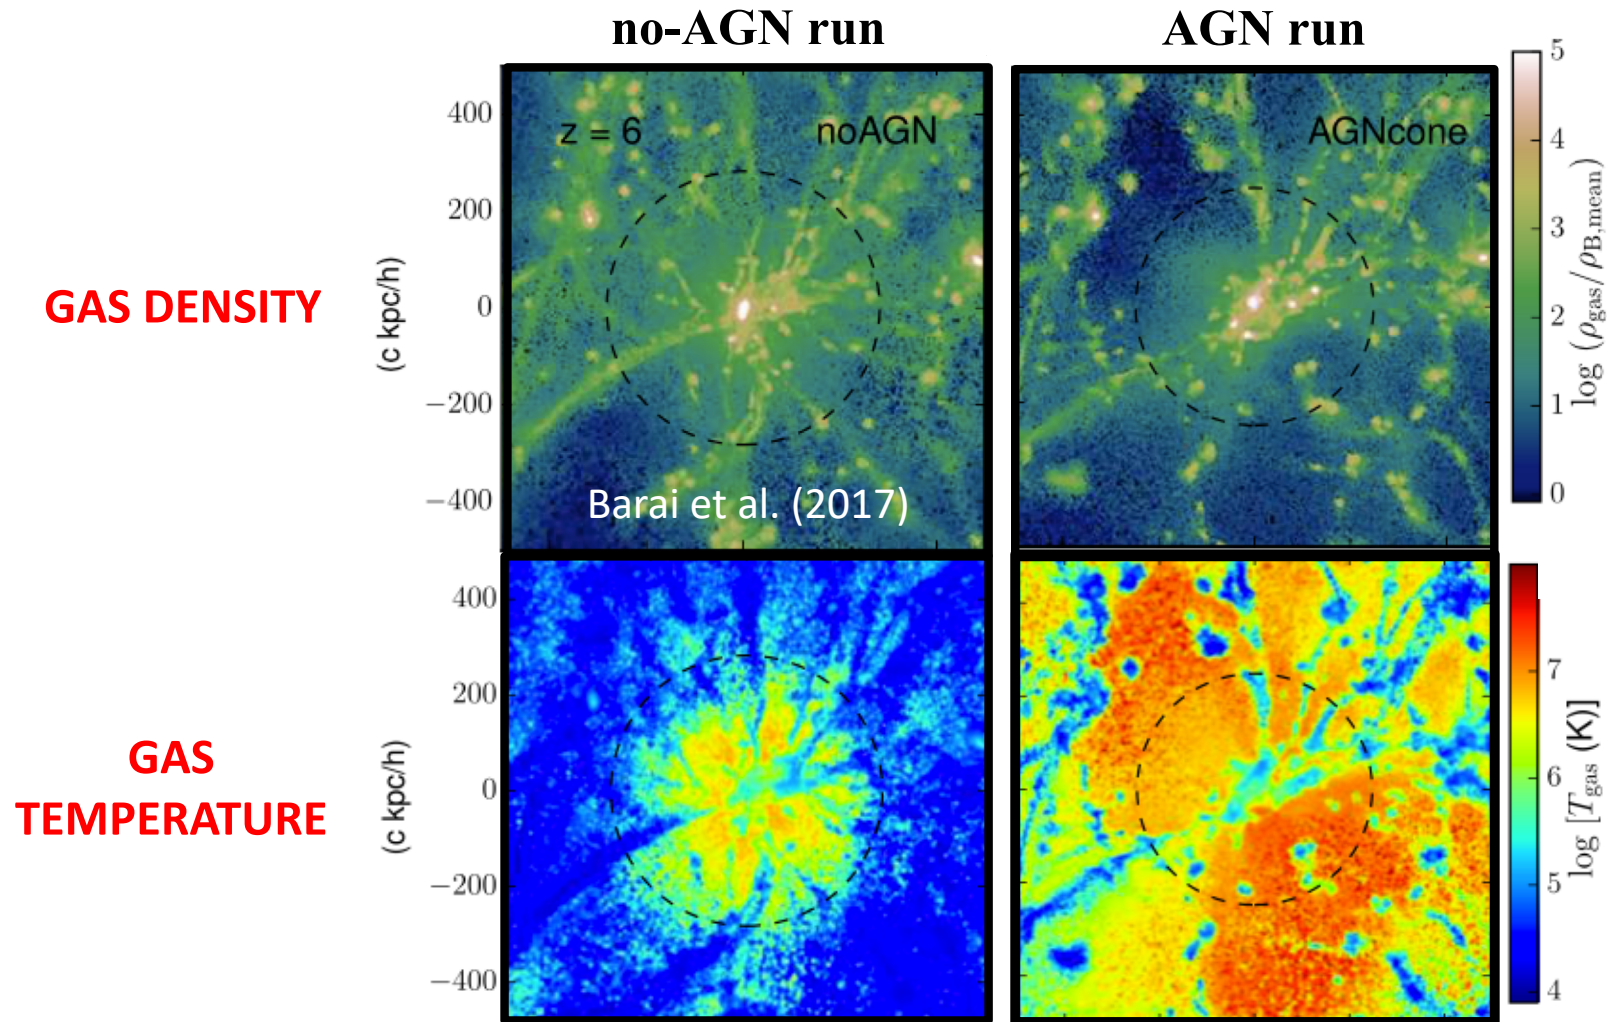 no-AGN run
AGN run
GAS DENSITY
(c kpc/h)
400
200
0
−200
−400
z = 6
noAGN
Barai et al. (2017)
AGNcone
5
4
3
2
1
0
log (ρgas/ρB,mean)
GAS
TEMPERATURE
(c kpc/h)
400
200
0
−200
−400
7
6
5
4
log [Tgas (K)]